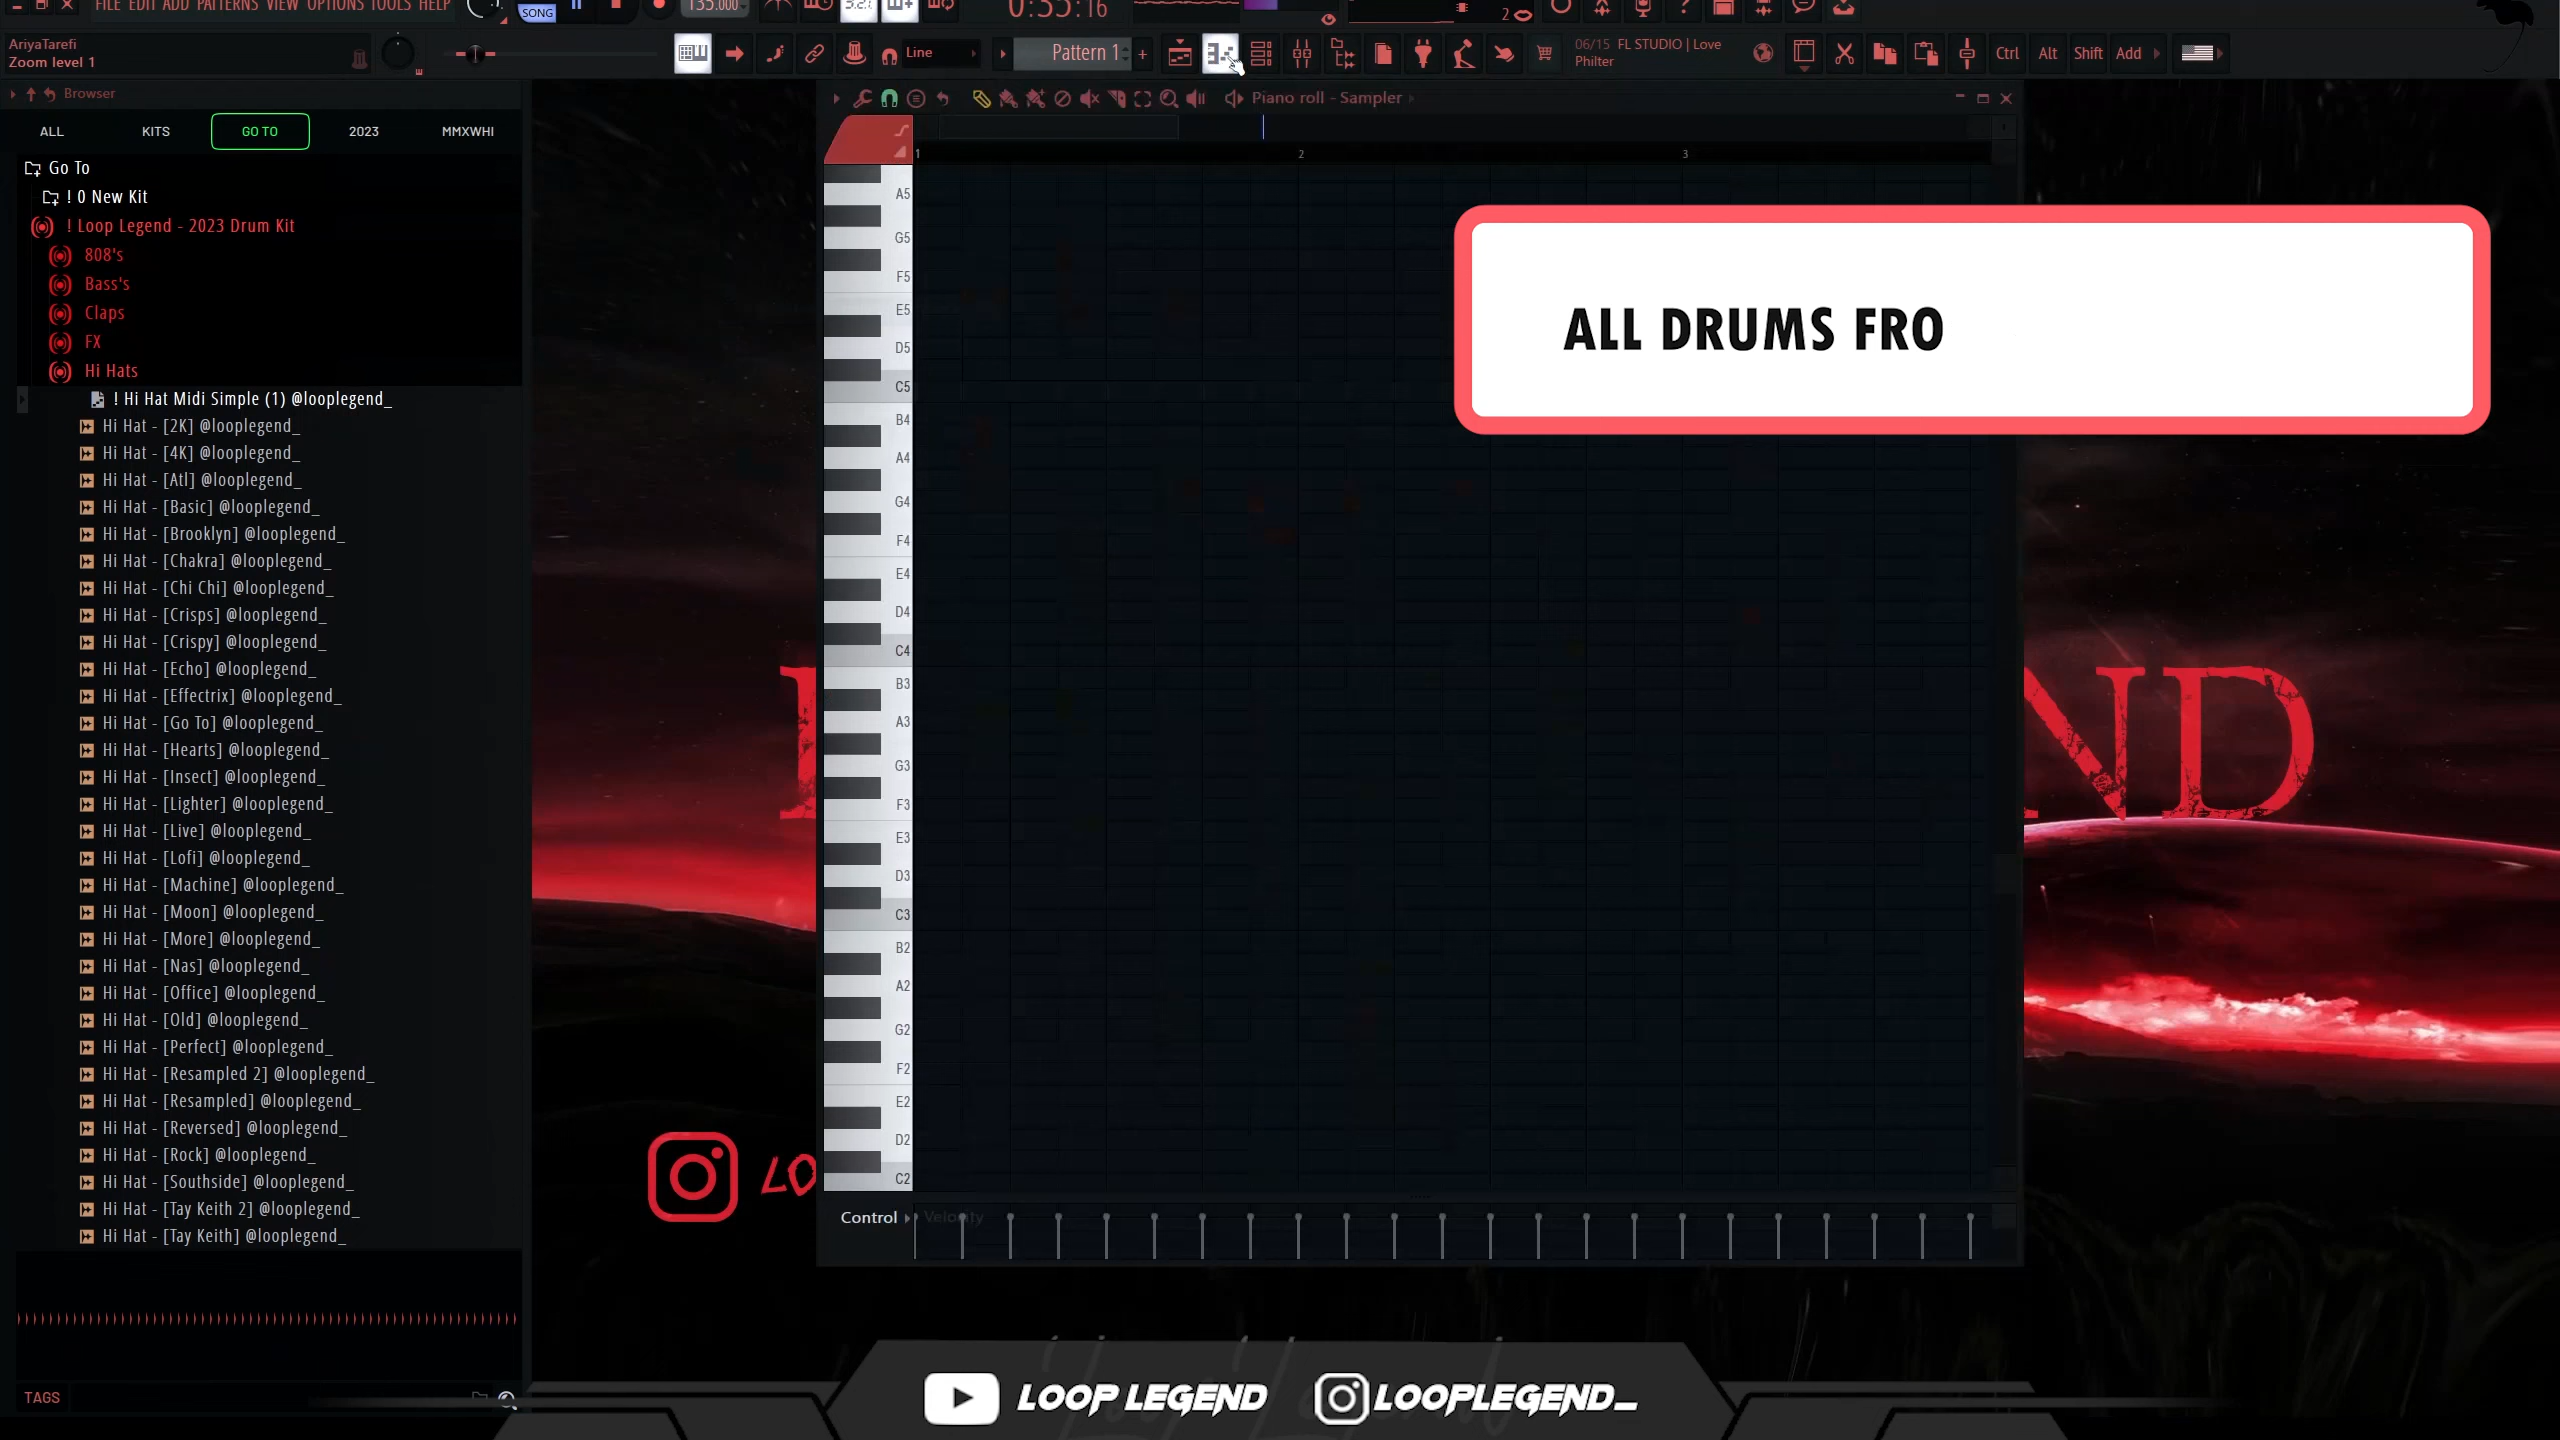 FILE EDIT ADD PATTERNS VIEW OPTIONS TOOLS HELP
SONG
135.000
0:35:16
2
AriyaTarefi
Zoom level 1
Line
Pattern 1
+
06/15 FL STUDIO | Love
Philter
Ctrl
Alt
Shift
Add
Browser
ALL
KITS
GO TO
2023
MMXWHI
Go To
! 0 New Kit
! Loop Legend - 2023 Drum Kit
808's
Bass's
Claps
FX
Hi Hats
! Hi Hat Midi Simple (1) @looplegend_
Hi Hat - [2K] @looplegend_
Hi Hat - [4K] @looplegend_
Hi Hat - [Atl] @looplegend_
Hi Hat - [Basic] @looplegend_
Hi Hat - [Brooklyn] @looplegend_
Hi Hat - [Chakra] @looplegend_
Hi Hat - [Chi Chi] @looplegend_
Hi Hat - [Crisps] @looplegend_
Hi Hat - [Crispy] @looplegend_
Hi Hat - [Echo] @looplegend_
Hi Hat - [Effectrix] @looplegend_
Hi Hat - [Go To] @looplegend_
Hi Hat - [Hearts] @looplegend_
Hi Hat - [Insect] @looplegend_
Hi Hat - [Lighter] @looplegend_
Hi Hat - [Live] @looplegend_
Hi Hat - [Lofi] @looplegend_
Hi Hat - [Machine] @looplegend_
Hi Hat - [Moon] @looplegend_
Hi Hat - [More] @looplegend_
Hi Hat - [Nas] @looplegend_
Hi Hat - [Office] @looplegend_
Hi Hat - [Old] @looplegend_
Hi Hat - [Perfect] @looplegend_
Hi Hat - [Resampled 2] @looplegend_
Hi Hat - [Resampled] @looplegend_
Hi Hat - [Reversed] @looplegend_
Hi Hat - [Rock] @looplegend_
Hi Hat - [Southside] @looplegend_
Hi Hat - [Tay Keith 2] @looplegend_
Hi Hat - [Tay Keith] @looplegend_
TAGS
Piano roll - Sampler
1
2
3
A5
G5
F5
E5
D5
C5
B4
A4
G4
F4
E4
D4
C4
B3
A3
G3
F3
E3
D3
C3
B2
A2
G2
F2
E2
D2
C2
Control
Velocity
ALL DRUMS FRO
ND
LO
LOOP LEGEND
LOOPLEGEND_